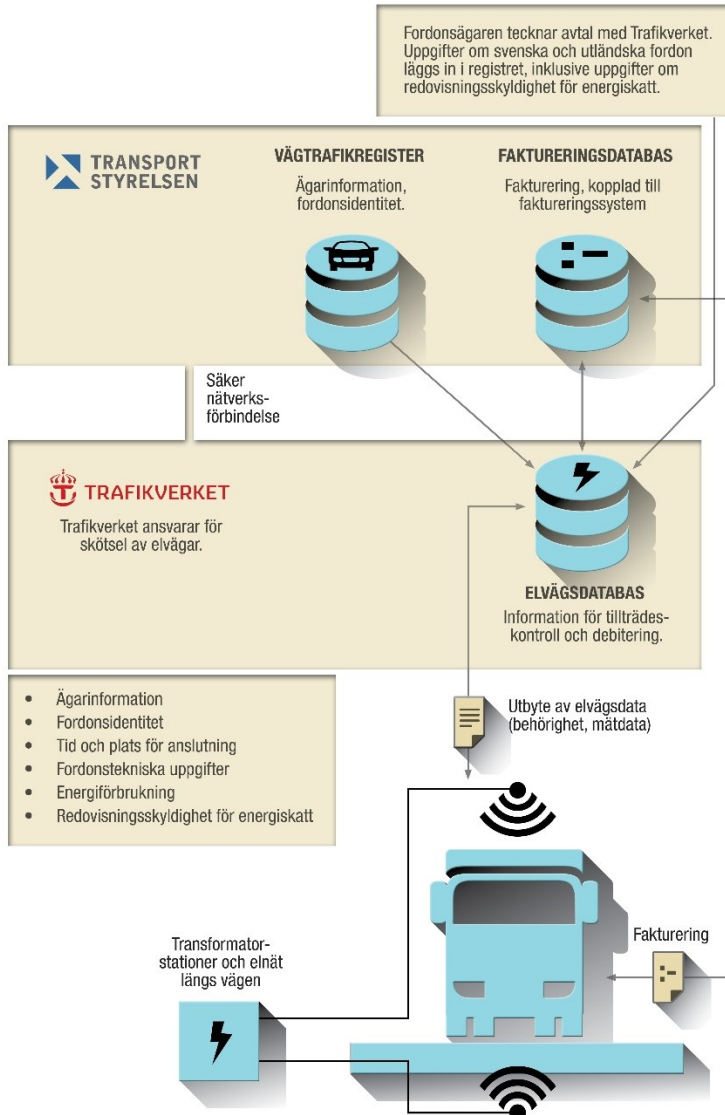 Fordonsägaren tecknar avtal med Trafikverket.
Uppgifter om svenska och utländska fordon
läggs in i registret, inklusive uppgifter om
redovisningsskyldighet för energiskatt.
TRANSPORT
STYRELSEN
VÄGTRAFIKREGISTER
Ägarinformation,
fordonsidentitet.
FAKTURERINGSDATABAS
Fakturering, kopplad till
faktureringssystem
Säker
nätverks-
förbindelse
TRAFIKVERKET
Trafikverket ansvarar för
skötsel av elvägar.
ELVÄGSDATABAS
Information för tillträdes-
kontroll och debitering.
• Ägarinformation
• Fordonsidentitet
• Tid och plats för anslutning
• Fordonstekniska uppgifter
• Energiförbrukning
• Redovisningsskyldighet för energiskatt
Utbyte av elvägsdata
(behörighet, mätdata)
Transformator-
stationer och elnät
längs vägen
Fakturering